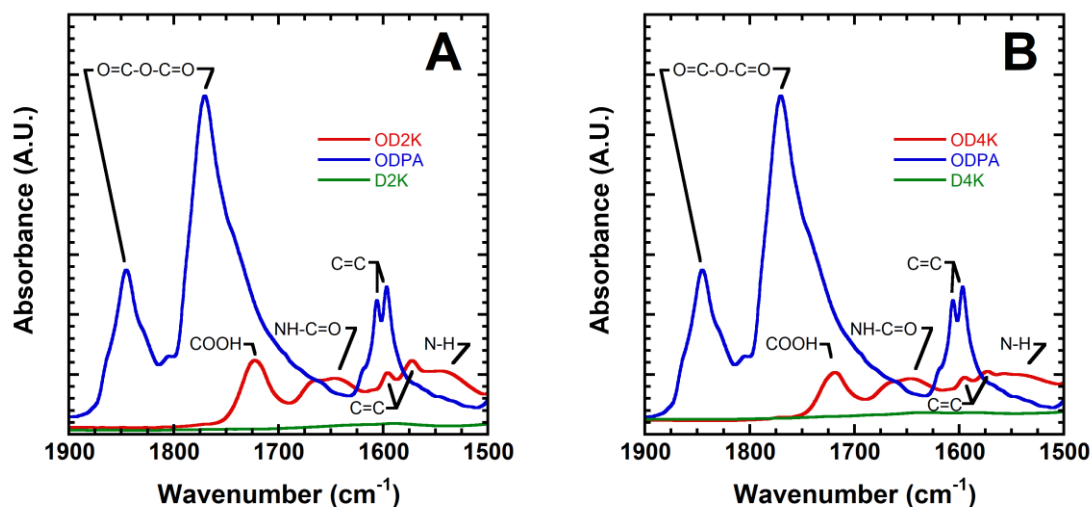 A
O=C-O-C=O
OD2K
ODPA
D2K
C=C
NH-C=O
COOH
N-H
C=C
1900 1800 1700 1600 1500
Wavenumber (cm-1)
Absorbance (A.U.)
B
O=C-O-C=O
OD4K
ODPA
D4K
C=C
NH-C=O
COOH
N-H
C=C
1900 1800 1700 1600 1500
Wavenumber (cm-1)
Absorbance (A.U.)